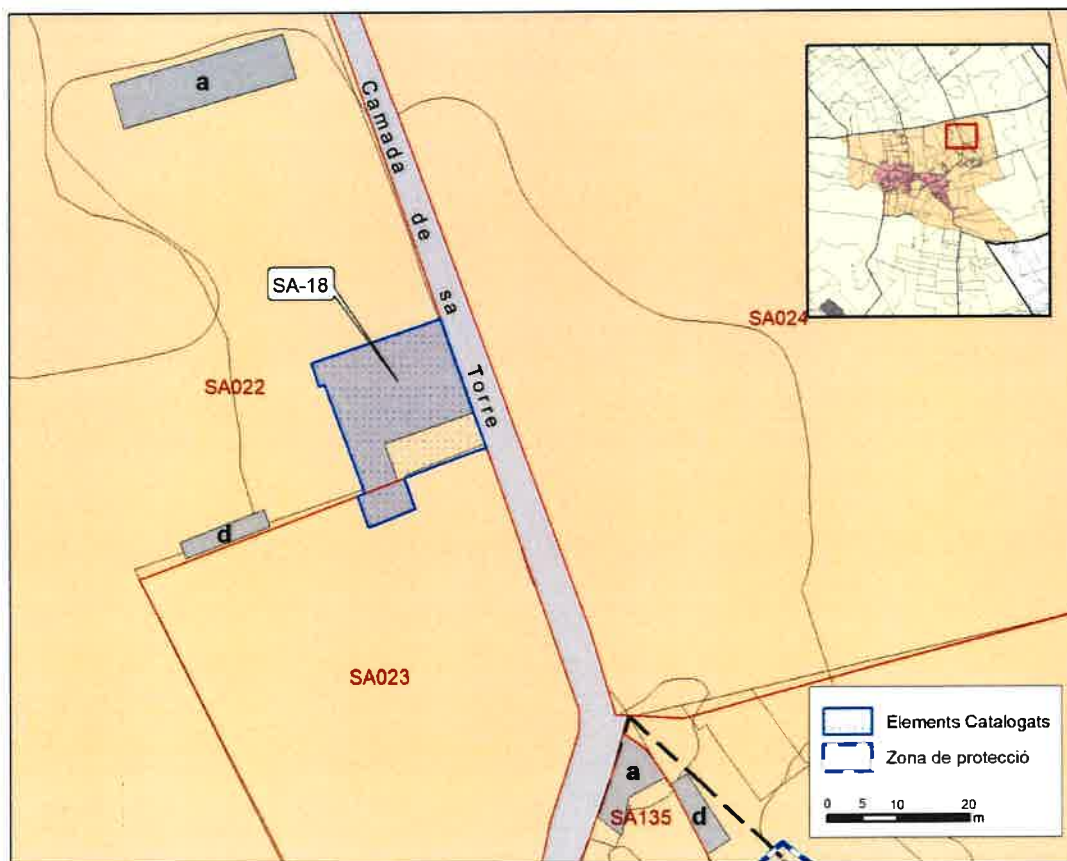 a
Camada de sa Torre
SA-18
SA024
SA022
d
SA023
Elements Catalogats
Zona de protecció
a
SA135
d
0 5 10 20
m